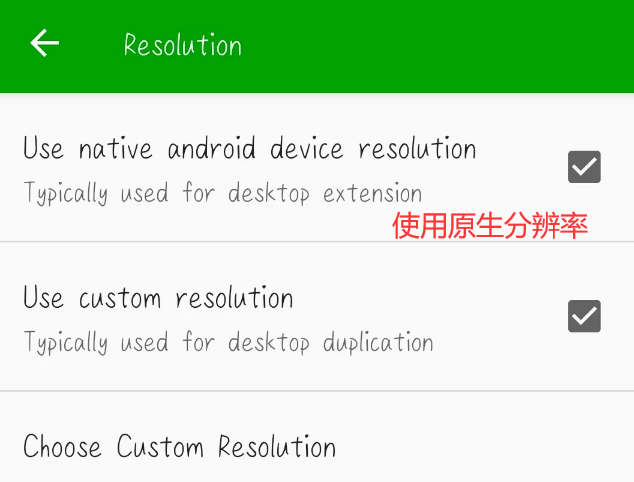 Resolution
Use native android device resolution
Typically used for desktop extension
使用原生分辨率
Use custom resolution
Typically used for desktop duplication
Choose Custom Resolution